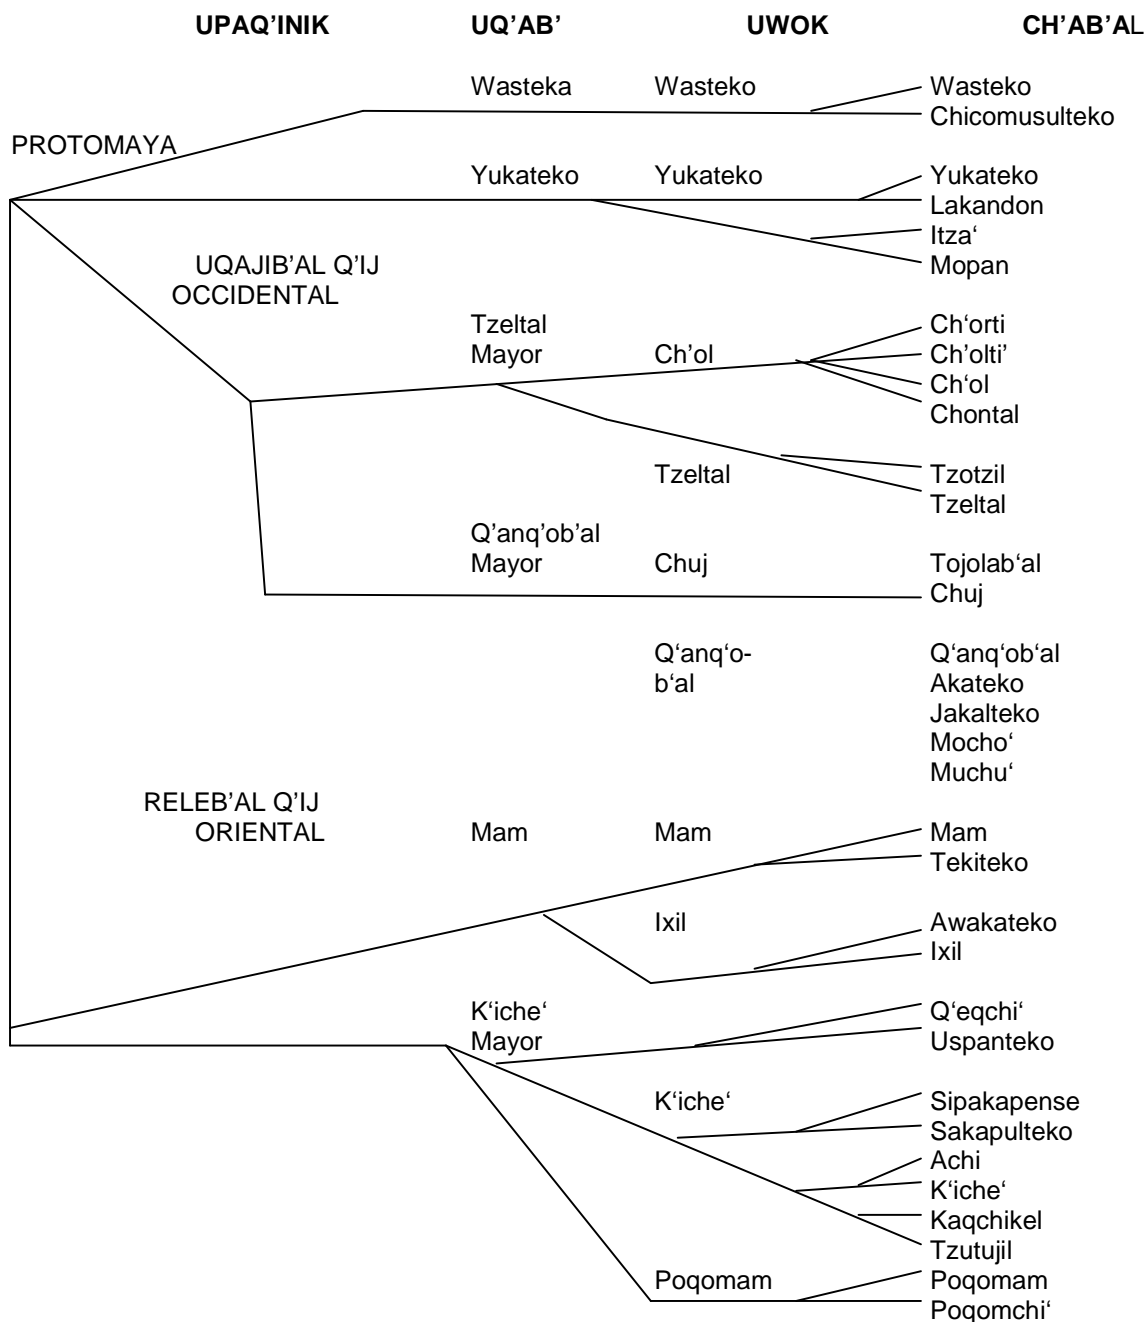 UPAQ'INIK UQ'AB' UWOK CH'AB'AL
Wasteka Wasteko Wasteko
Chicomusulteko
PROTOMAYA
Yukateko Yukateko Yukateko
Lakandon
Itza‘
UQAJIB'AL Q'IJ Mopan
OCCIDENTAL
Tzeltal Ch‘orti
Mayor Ch'ol Ch'olti'
Ch‘ol
Chontal
Tzeltal Tzotzil
Tzeltal
Q'anq'ob'al
Mayor Chuj Tojolab‘al
Chuj
Q‘anq‘o- Q‘anq‘ob‘al
b‘al Akateko
Jakalteko
Mocho‘
Muchu‘
RELEB'AL Q'IJ
ORIENTAL Mam Mam Mam
Tekiteko
Ixil Awakateko
Ixil
K‘iche‘ Q‘eqchi‘
Mayor Uspanteko
K‘iche‘ Sipakapense
Sakapulteko
Achi
K‘iche‘
Kaqchikel
Tzutujil
Poqomam Poqomam
Poqomchi‘